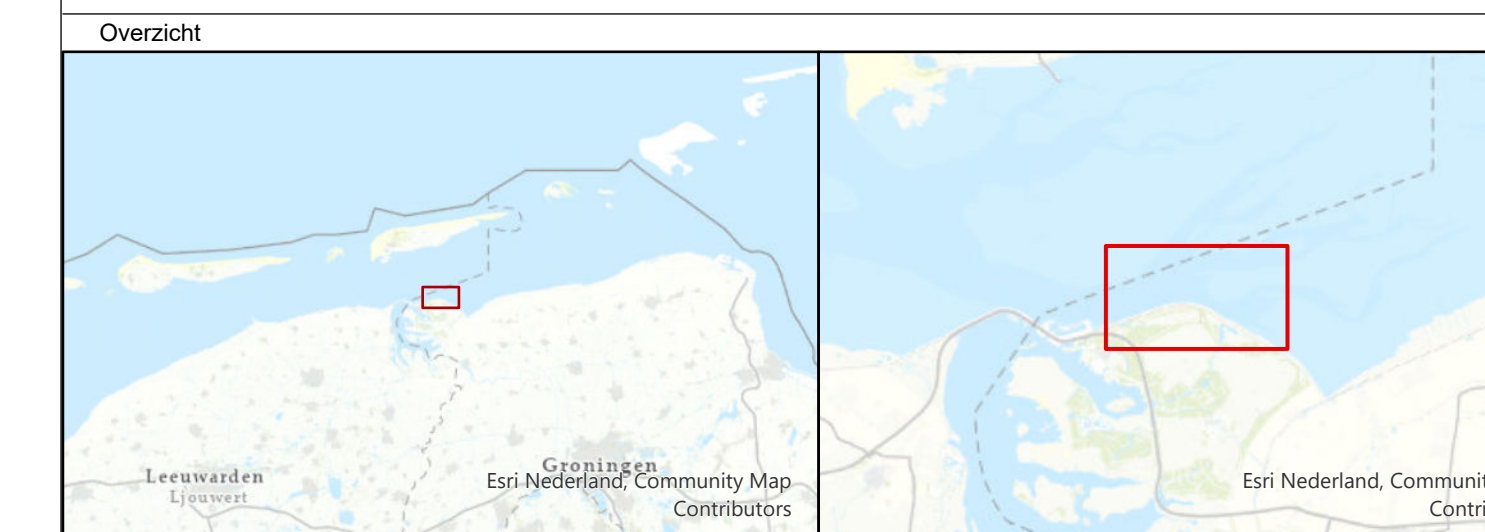 Overzicht
Leeuwarden
Ljouwert
Groningen
Esri Nederland, Community Map
Contributors
Esri Nederland, Communit
Contri